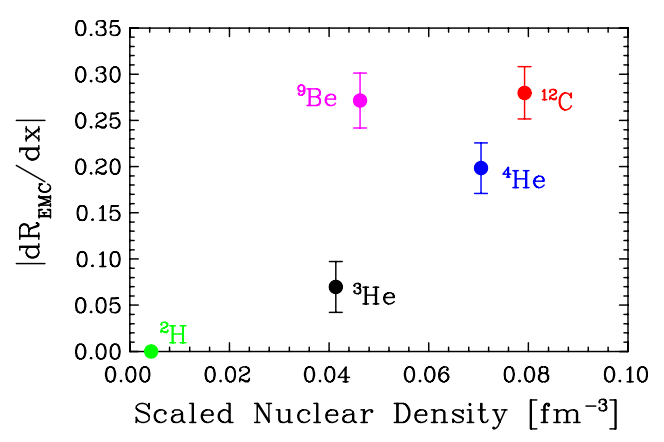 0.35
0.30
0.25
0.20
0.15
0.10
0.05
0.00
|dR_EMC/dx|
⁹Be
¹²C
⁴He
³He
²H
0.00 0.02 0.04 0.06 0.08 0.10
Scaled Nuclear Density [fm⁻³]